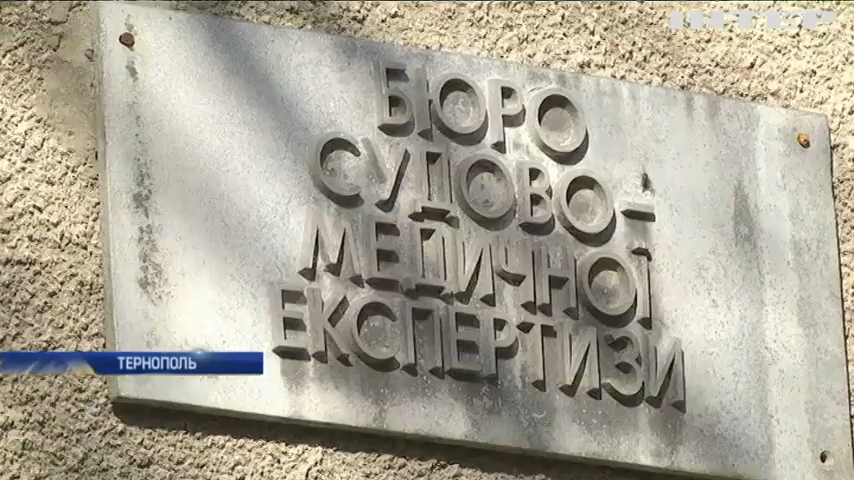 ІНТЕР
БЮРО
СУДОВО-
МЕДИЧНОЇ
ЕКСПЕРТИЗИ
ТЕРНОПОЛЬ